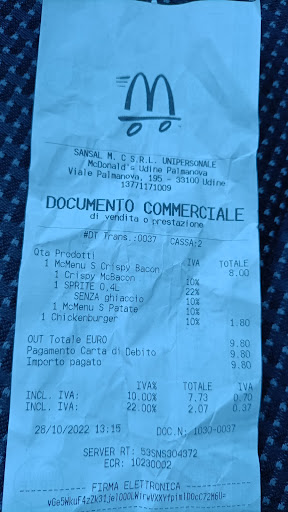 SANSAL M. C S.R.L. UNIPERSONALE
McDonald's Udine Palmanova
Viale Palmanova, 195 - 33100 Udine
13771171009
DOCUMENTO COMMERCIALE
di vendita o prestazione
#DT Trans.:0037 CASSA:2
Qta Prodotti IVA TOTALE
1 McMenu S Crispy Bacon 8.00
1 Crispy McBacon 10%
1 SPRITE 0,4L 22%
SENZA ghiaccio 10%
1 McMenu S Patate 10%
1 Chickenburger 10% 1.80
OUT Totale EURO 9.80
Pagamento Carta di Debito 9.80
Importo pagato 9.80
IVA% TOTALE IVA
INCL. IVA: 10.00% 7.73 0.70
INCL. IVA: 22.00% 2.07 0.37
28/10/2022 13:15 DOC.N: 1030-0037
SERVER RT: 53SNS304372
ECR: 10230002
FIRMA ELETTRONICA